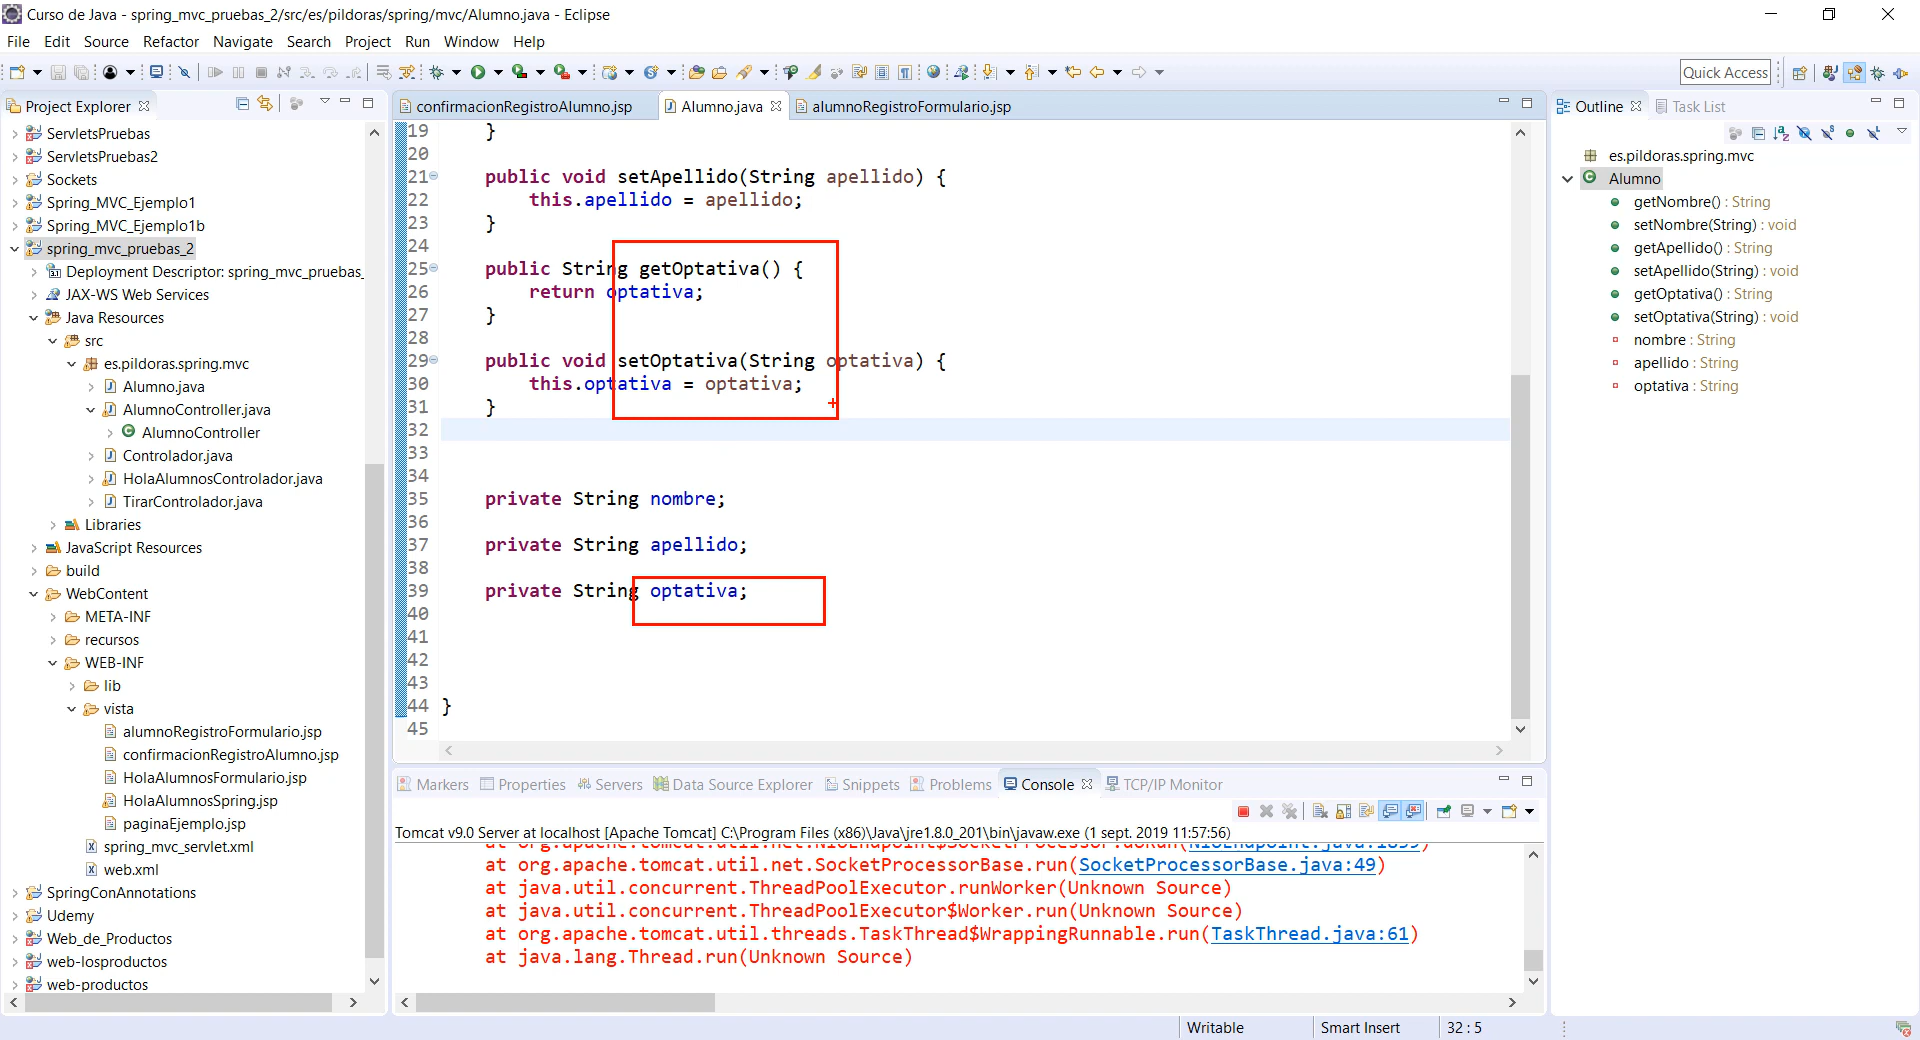 Curso de Java - spring_mvc_pruebas_2/src/es/pildoras/spring/mvc/Alumno.java - Eclipse
File Edit Source Refactor Navigate Search Project Run Window Help
Quick Access
Project Explorer
ServletsPruebas
ServletsPruebas2
Sockets
Spring_MVC_Ejemplo1
Spring_MVC_Ejemplo1b
spring_mvc_pruebas_2
Deployment Descriptor: spring_mvc_pruebas_
JAX-WS Web Services
Java Resources
src
es.pildoras.spring.mvc
Alumno.java
AlumnoController.java
AlumnoController
Controlador.java
HolaAlumnosControlador.java
TirarControlador.java
Libraries
JavaScript Resources
build
WebContent
META-INF
recursos
WEB-INF
lib
vista
alumnoRegistroFormulario.jsp
confirmacionRegistroAlumno.jsp
HolaAlumnosFormulario.jsp
HolaAlumnosSpring.jsp
paginaEjemplo.jsp
spring_mvc_servlet.xml
web.xml
SpringConAnnotations
Udemy
Web_de_Productos
web-losproductos
web-productos
confirmacionRegistroAlumno.jsp Alumno.java alumnoRegistroFormulario.jsp
19 }
20
21 public void setApellido(String apellido) {
22 this.apellido = apellido;
23 }
24
25 public String getOptativa() {
26 return optativa;
27 }
28
29 public void setOptativa(String optativa) {
30 this.optativa = optativa;
31 }
32
33
34
35 private String nombre;
36
37 private String apellido;
38
39 private String optativa;
40
41
42
43
44 }
45
Outline Task List
es.pildoras.spring.mvc
Alumno
getNombre() : String
setNombre(String) : void
getApellido() : String
setApellido(String) : void
getOptativa() : String
setOptativa(String) : void
nombre : String
apellido : String
optativa : String
Markers Properties Servers Data Source Explorer Snippets Problems Console TCP/IP Monitor
Tomcat v9.0 Server at localhost [Apache Tomcat] C:\Program Files (x86)\Java\jre1.8.0_201\bin\javaw.exe (1 sept. 2019 11:57:56)
at org.apache.tomcat.util.net.NioEndpoint$SocketProcessor.doRun(NioEndpoint.java:1639)
at org.apache.tomcat.util.net.SocketProcessorBase.run(SocketProcessorBase.java:49)
at java.util.concurrent.ThreadPoolExecutor.runWorker(Unknown Source)
at java.util.concurrent.ThreadPoolExecutor$Worker.run(Unknown Source)
at org.apache.tomcat.util.threads.TaskThread$WrappingRunnable.run(TaskThread.java:61)
at java.lang.Thread.run(Unknown Source)
Writable Smart Insert 32 : 5